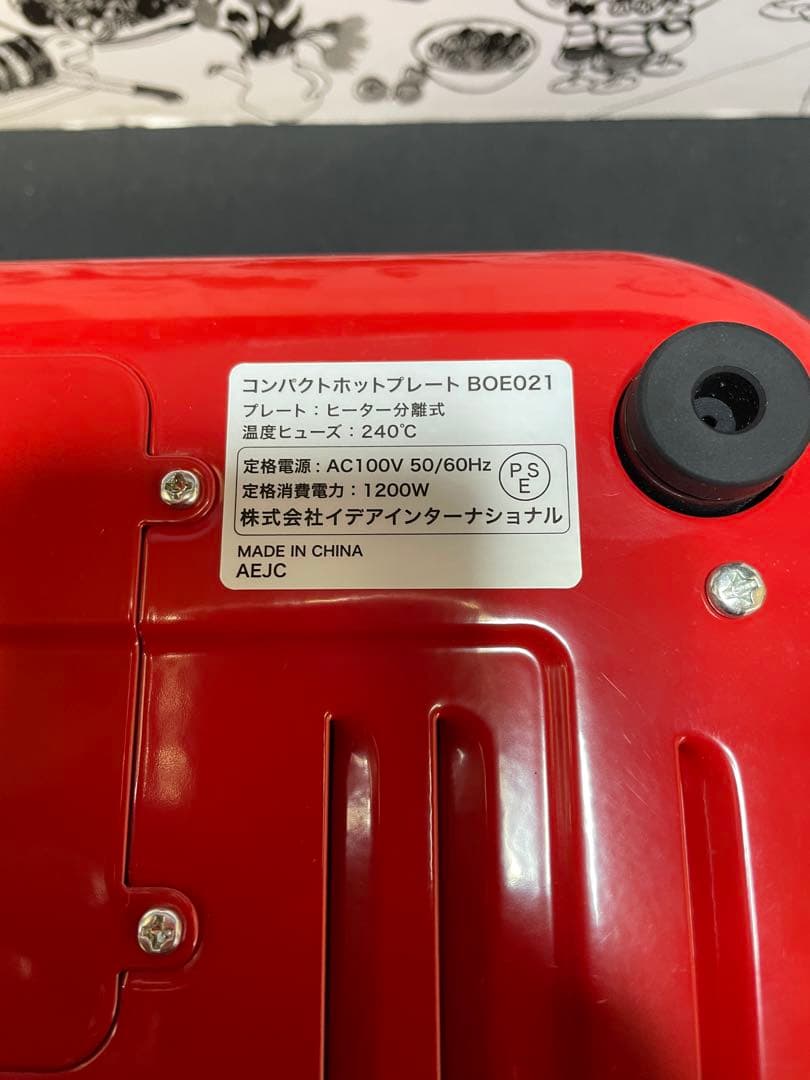 コンパクトホットプレート BOE021
プレート：ヒーター分離式
温度ヒューズ：240℃
定格電源：AC100V 50/60Hz
定格消費電力：1200W
PSE
株式会社イデアインターナショナル
MADE IN CHINA
AEJC